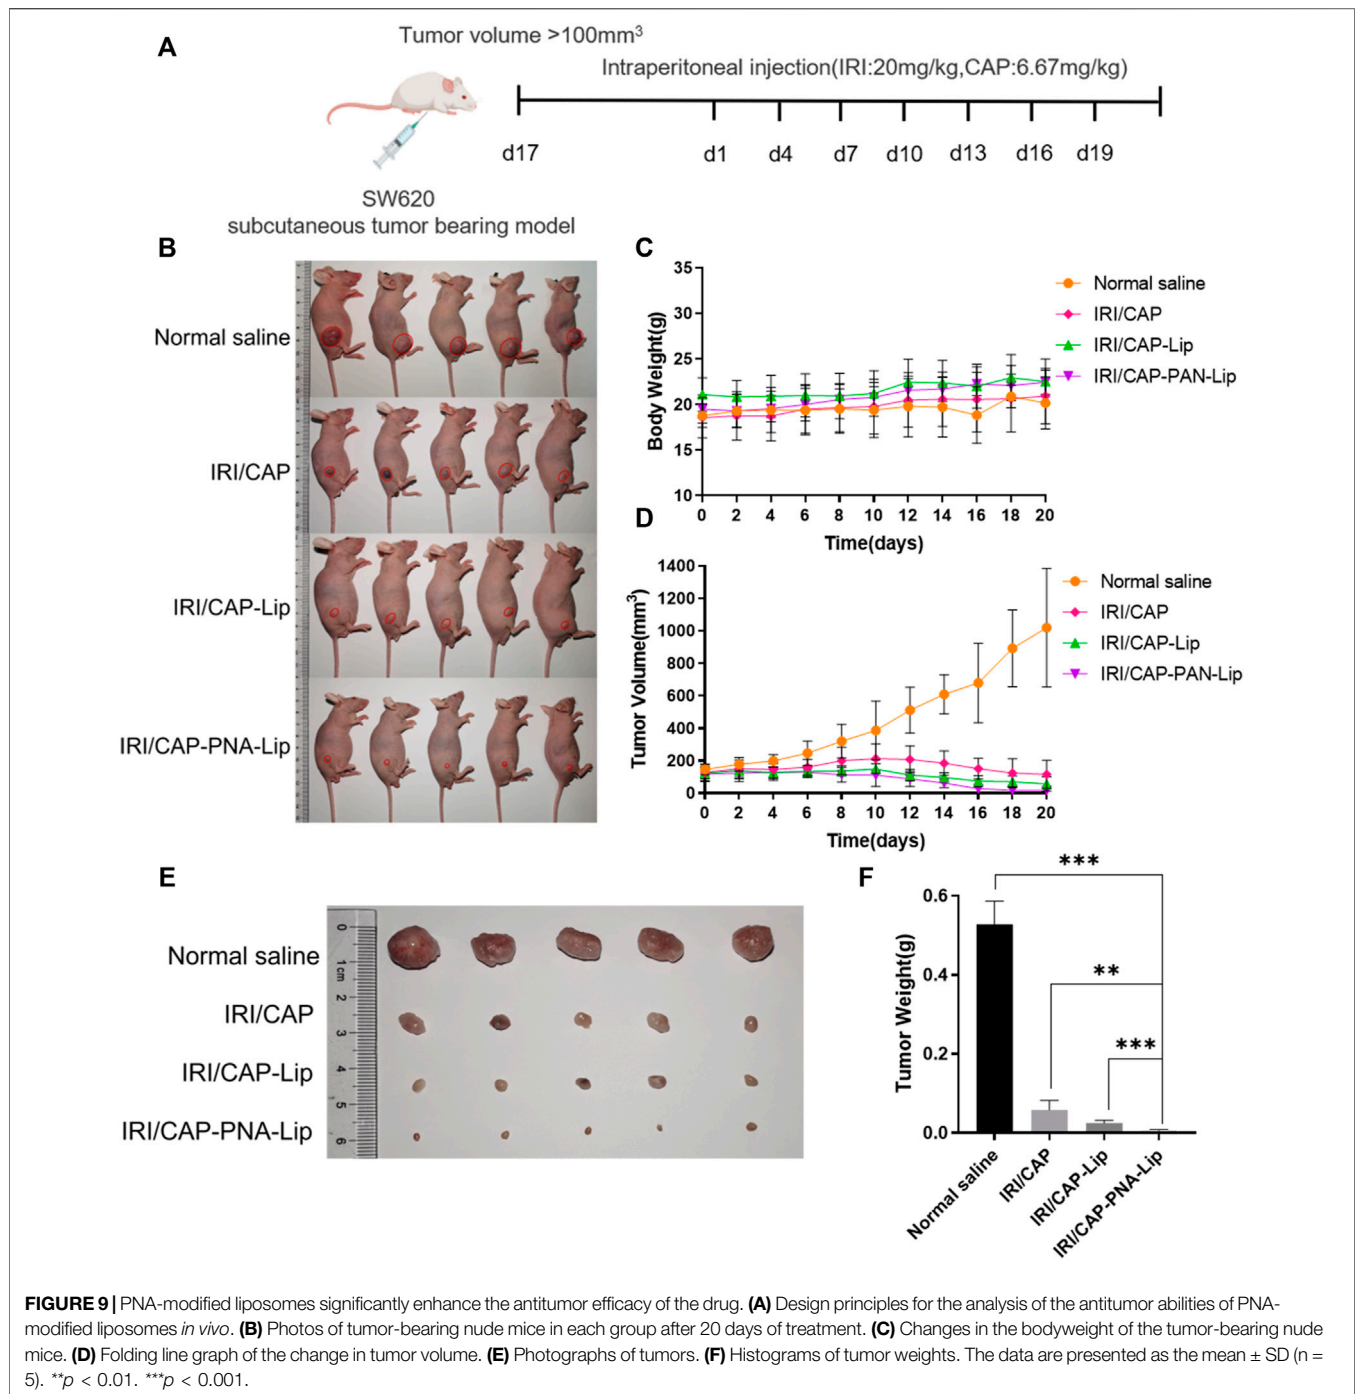 A
Tumor volume >100mm³
Intraperitoneal injection(IRI:20mg/kg,CAP:6.67mg/kg)
d17
d1
d4
d7
d10
d13
d16
d19
SW620
subcutaneous tumor bearing model
B
Normal saline
IRI/CAP
IRI/CAP-Lip
IRI/CAP-PNA-Lip
C
35
30
25
20
15
10
Body Weight(g)
0 2 4 6 8 10 12 14 16 18 20
Time(days)
Normal saline
IRI/CAP
IRI/CAP-Lip
IRI/CAP-PAN-Lip
D
1400
1200
1000
800
600
400
200
0
Tumor Volume(mm³)
0 2 4 6 8 10 12 14 16 18 20
Time(days)
Normal saline
IRI/CAP
IRI/CAP-Lip
IRI/CAP-PAN-Lip
E
Normal saline
IRI/CAP
IRI/CAP-Lip
IRI/CAP-PNA-Lip
0
1cm
2
3
4
5
6
F
0.6
0.4
0.2
0.0
Tumor Weight(g)
***
**
***
Normal saline
IRI/CAP
IRI/CAP-Lip
IRI/CAP-PNA-Lip
FIGURE 9 | PNA-modified liposomes significantly enhance the antitumor efficacy of the drug. (A) Design principles for the analysis of the antitumor abilities of PNA-
modified liposomes in vivo. (B) Photos of tumor-bearing nude mice in each group after 20 days of treatment. (C) Changes in the bodyweight of the tumor-bearing nude
mice. (D) Folding line graph of the change in tumor volume. (E) Photographs of tumors. (F) Histograms of tumor weights. The data are presented as the mean ± SD (n =
5). **p < 0.01. ***p < 0.001.